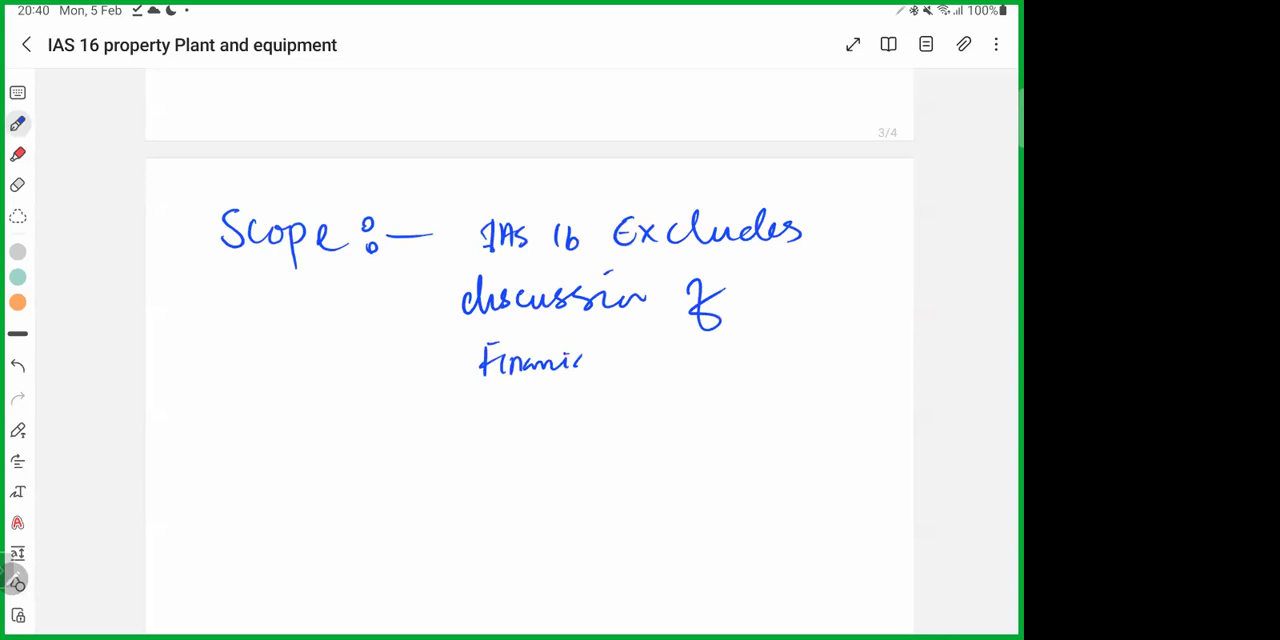 20:40 Mon, 5 Feb 100%
IAS 16 property Plant and equipment
3/4
Scope :— IAS 16 Excludes
discussion of
Financi